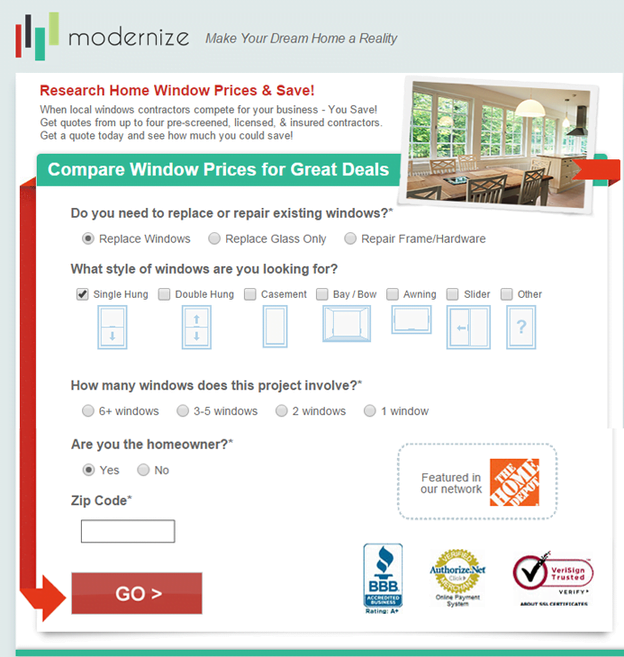 modernize Make Your Dream Home a Reality
Research Home Window Prices & Save!
When local windows contractors compete for your business - You Save!
Get quotes from up to four pre-screened, licensed, & insured contractors.
Get a quote today and see how much you could save!
Compare Window Prices for Great Deals
Do you need to replace or repair existing windows?*
Replace Windows Replace Glass Only Repair Frame/Hardware
What style of windows are you looking for?
Single Hung Double Hung Casement Bay / Bow Awning Slider Other
?
How many windows does this project involve?*
6+ windows 3-5 windows 2 windows 1 window
Are you the homeowner?*
Yes No
Featured in
our network
THE
HOME
DEPOT
Zip Code*
GO >
BBB
ACCREDITED
BUSINESS
Rating: A+
Authorize.Net
Click
Online Payment
System
VeriSign
Trusted
VERIFY
ABOUT SSL CERTIFICATES